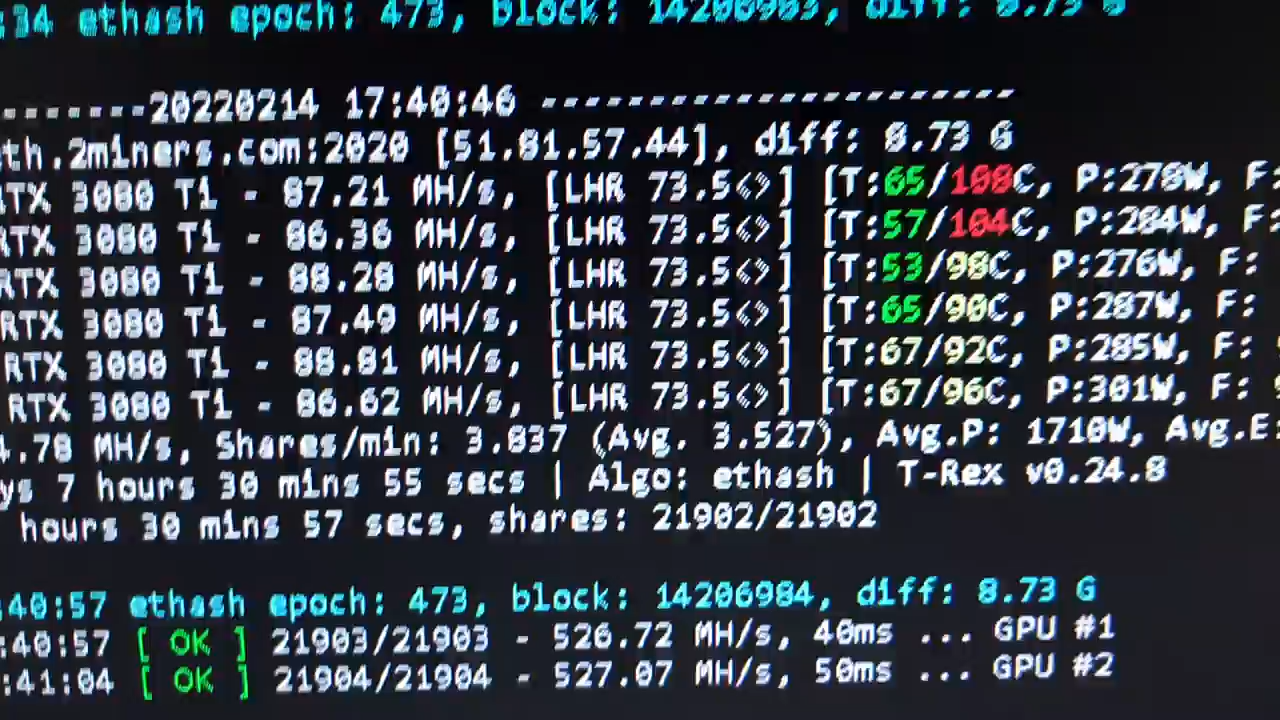 :34 ethash epoch: 473, block: 14206983, diff: 8.73 G
-------20220214 17:40:46 ----------------------
th.2miners.com:2020 [51.81.57.44], diff: 8.73 G
RTX 3080 Ti - 87.21 MH/s, [LHR 73.5<>] [T:65/108C, P:278W, F:
RTX 3080 Ti - 86.36 MH/s, [LHR 73.5<>] [T:57/104C, P:284W, F:
RTX 3080 Ti - 88.28 MH/s, [LHR 73.5<>] [T:53/98C, P:276W, F:
RTX 3080 Ti - 87.49 MH/s, [LHR 73.5<>] [T:65/90C, P:287W, F:
RTX 3080 Ti - 88.81 MH/s, [LHR 73.5<>] [T:67/92C, P:285W, F:
RTX 3080 Ti - 86.62 MH/s, [LHR 73.5<>] [T:67/96C, P:301W, F:
4.78 MH/s, Shares/min: 3.837 (Avg. 3.527), Avg.P: 1710W, Avg.E:
ys 7 hours 30 mins 55 secs | Algo: ethash | T-Rex v0.24.8
hours 30 mins 57 secs, shares: 21902/21902
:40:57 ethash epoch: 473, block: 14206984, diff: 8.73 G
:40:57 [ OK ] 21903/21903 - 526.72 MH/s, 40ms ... GPU #1
:41:04 [ OK ] 21904/21904 - 527.07 MH/s, 50ms ... GPU #2